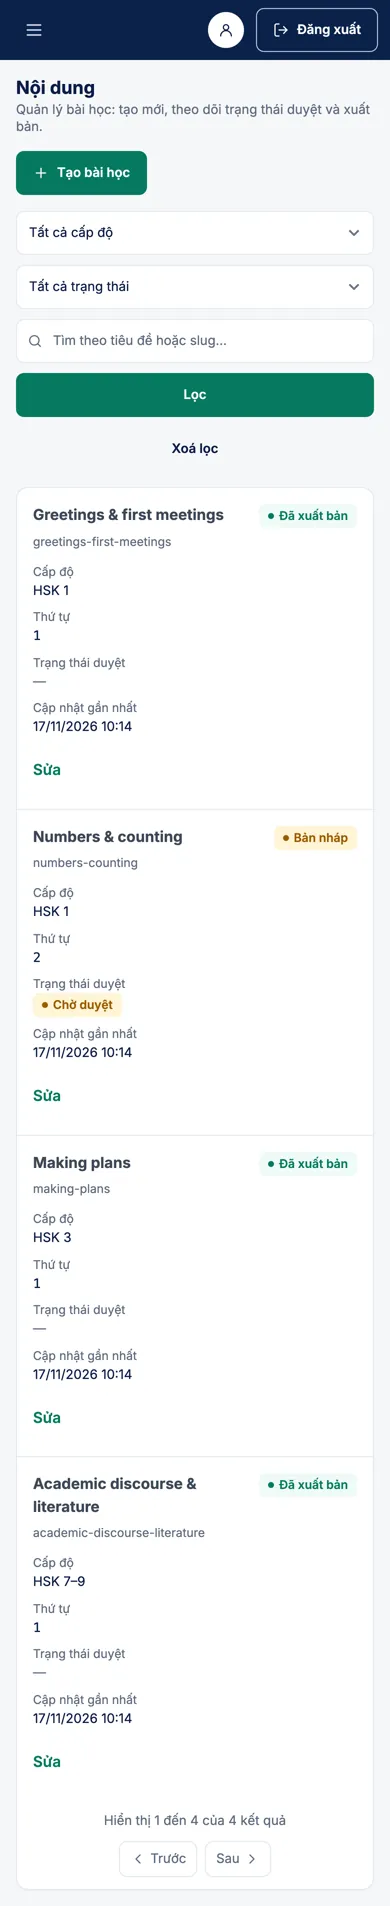 Đăng xuất
Nội dung
Quản lý bài học: tạo mới, theo dõi trạng thái duyệt và xuất
bản.
Tạo bài học
Tất cả cấp độ
Tất cả trạng thái
Tìm theo tiêu đề hoặc slug...
Lọc
Xoá lọc
Greetings & first meetings
Đã xuất bản
greetings-first-meetings
Cấp độ
HSK 1
Thứ tự
1
Trạng thái duyệt
—
Cập nhật gần nhất
17/11/2026 10:14
Sửa
Numbers & counting
Bản nháp
numbers-counting
Cấp độ
HSK 1
Thứ tự
2
Trạng thái duyệt
Chờ duyệt
Cập nhật gần nhất
17/11/2026 10:14
Sửa
Making plans
Đã xuất bản
making-plans
Cấp độ
HSK 3
Thứ tự
1
Trạng thái duyệt
—
Cập nhật gần nhất
17/11/2026 10:14
Sửa
Academic discourse &
literature
Đã xuất bản
academic-discourse-literature
Cấp độ
HSK 7–9
Thứ tự
1
Trạng thái duyệt
—
Cập nhật gần nhất
17/11/2026 10:14
Sửa
Hiển thị 1 đến 4 của 4 kết quả
Trước
Sau